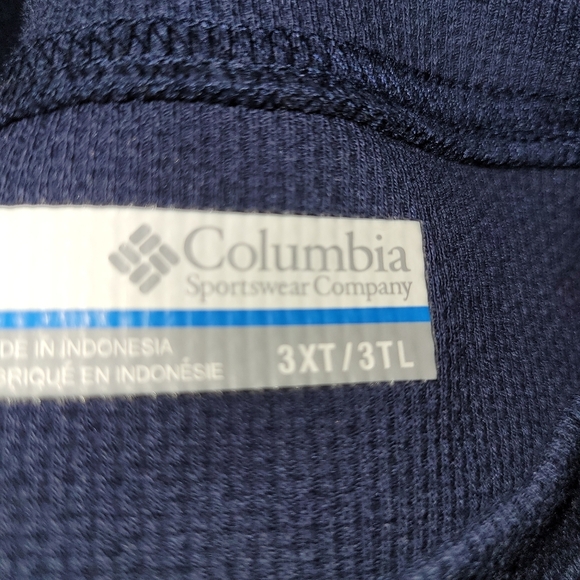 Columbia
Sportswear Company
DE IN INDONESIA
BRIQUÉ EN INDONÉSIE
3XT/3TL